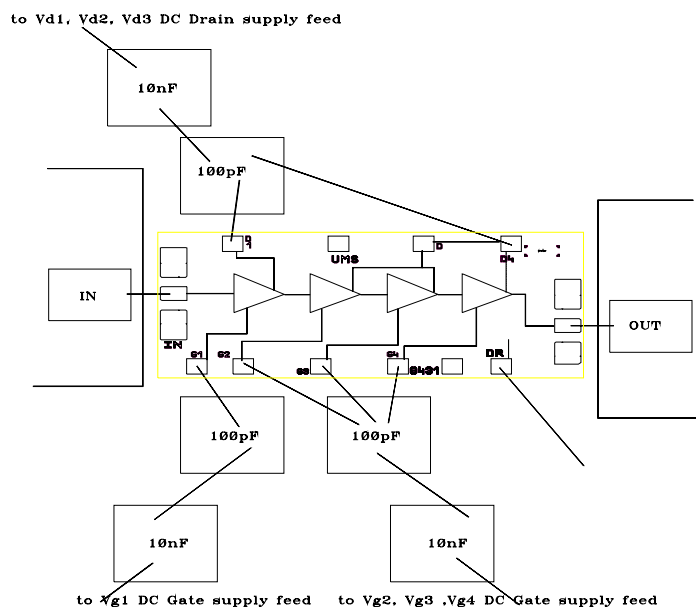 to Vd1, Vd2, Vd3 DC Drain supply feed
10nF
100pF
D
1
UMS
D
D4
IN
OUT
IN
G1
G2
G3
G4
8431
DR
100pF
100pF
10nF
10nF
to Vg1 DC Gate supply feed
to Vg2, Vg3 ,Vg4 DC Gate supply feed